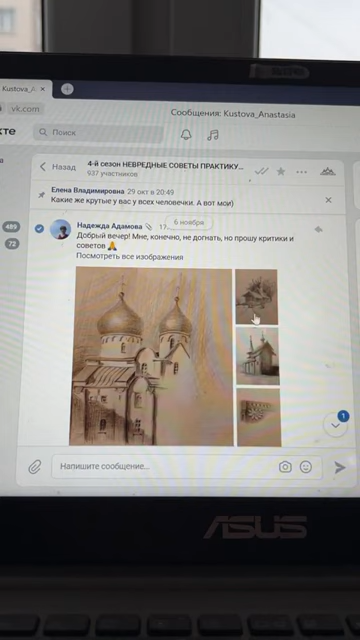 Kustova_A
vk.com
Сообщения: Kustova_Anastasia
Поиск
Назад
4-й сезон НЕВРЕДНЫЕ СОВЕТЫ ПРАКТИКУ...
937 участников
Елена Владимировна 29 окт в 20:49
Какие же крутые у вас у всех человечки. А вот мои)
6 ноября
489
Надежда Адамова
72
Добрый вечер! Мне, конечно, не догнать, но прошу критики и
советов 🙏
Посмотреть все изображения
1
Напишите сообщение...
ASUS